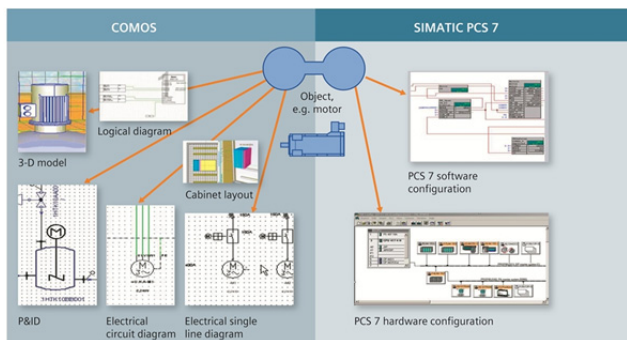 COMOS
SIMATIC PCS 7
Object,
e.g. motor
Logical diagram
3-D model
Cabinet layout
PCS 7 software
configuration
M
N
1HTK10BB001
M
M
P&ID
Electrical
circuit diagram
Electrical single
line diagram
PCS 7 hardware configuration